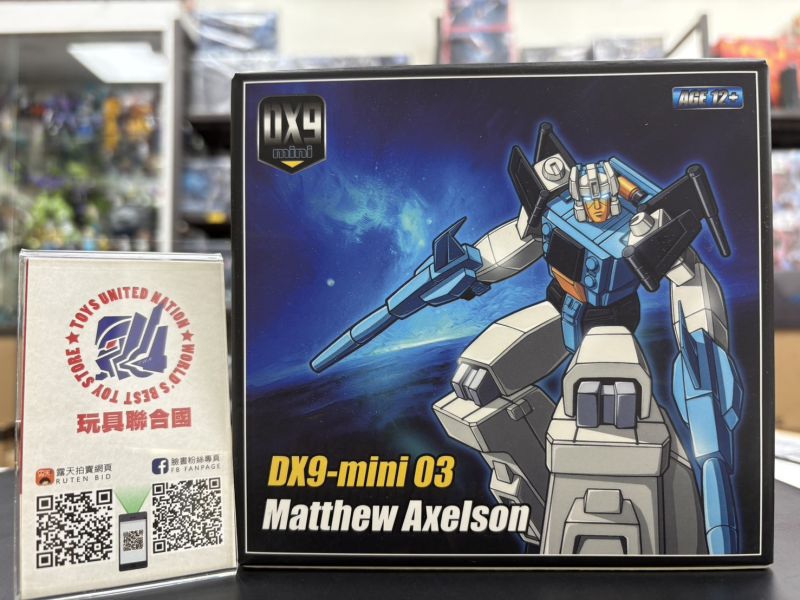 DX9
mini
AGE 12+
DX9-mini 03
Matthew Axelson
★ TOYS UNITED NATION ★
WORLD'S BEST TOY STORE
玩具聯合國
露天拍賣網頁
RUTEN BID
臉書粉絲專頁
FB FANPAGE